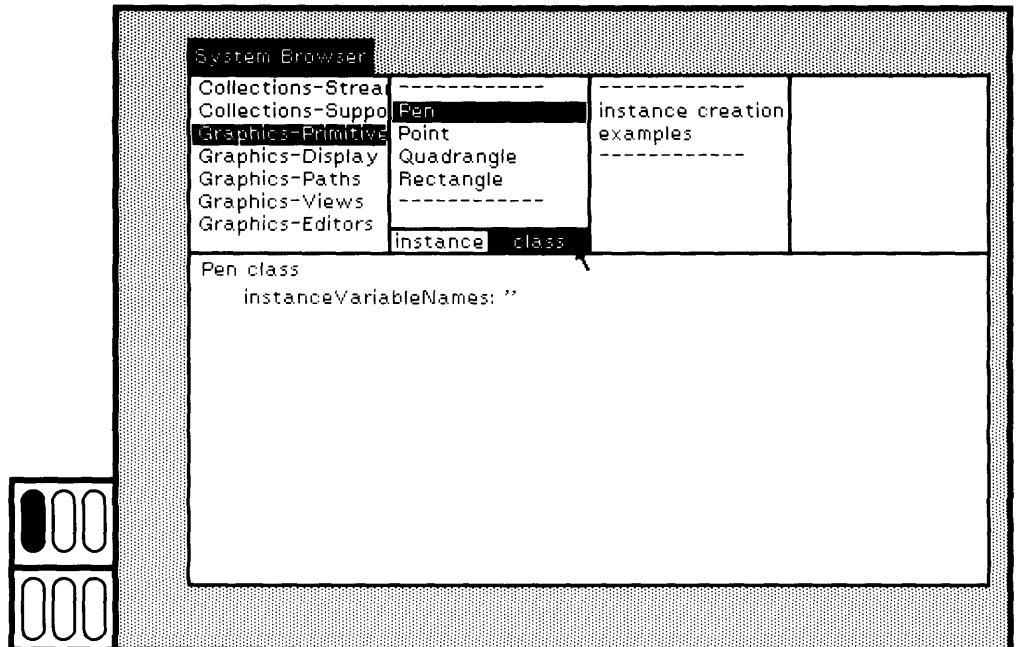 System Browser
Collections-Strea
Collections-Suppo
Graphics-Primitive
Graphics-Display
Graphics-Paths
Graphics-Views
Graphics-Editors
------------
Pen
Point
Quadrangle
Rectangle
------------
instance class
------------
instance creation
examples
------------
Pen class
instanceVariableNames: ''